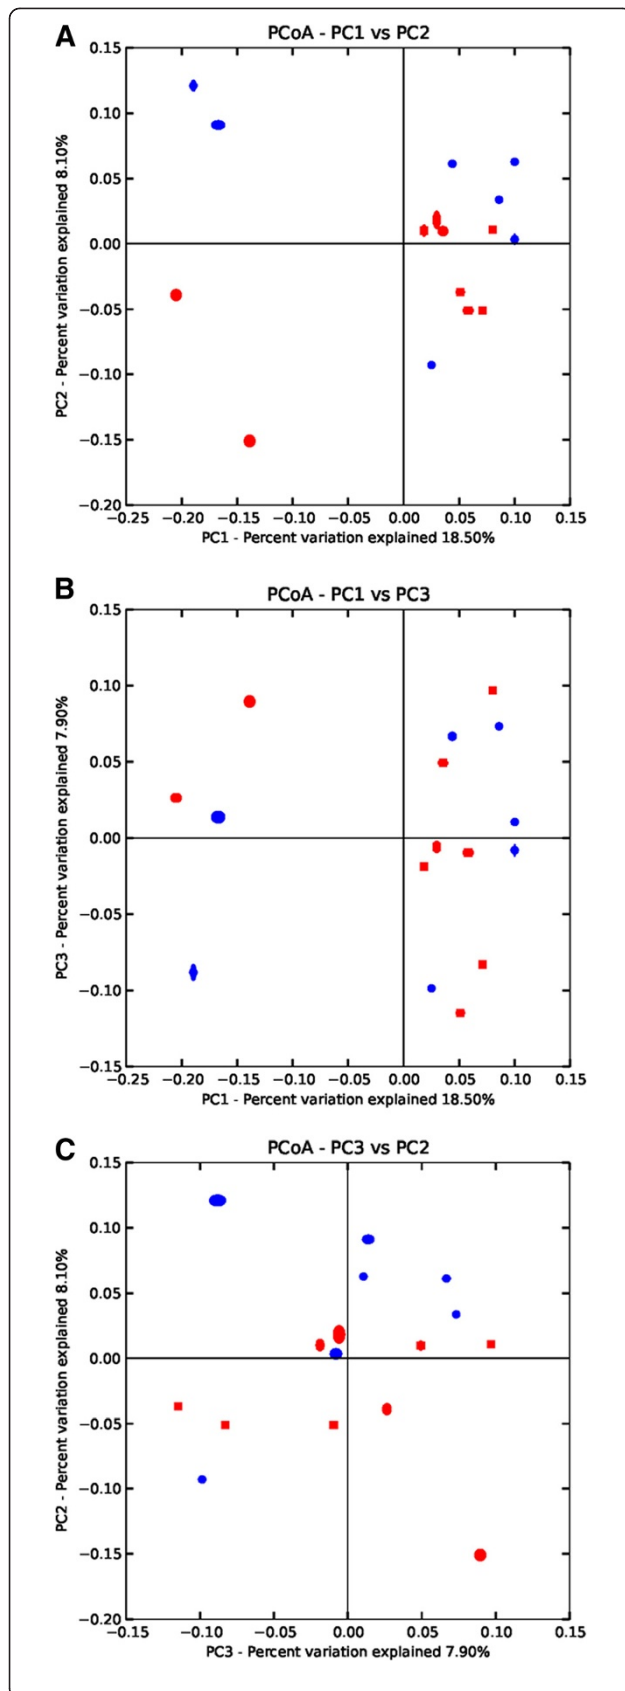 A
PCoA - PC1 vs PC2
0.15
0.10
0.05
0.00
−0.05
−0.10
−0.15
−0.20
PC2 - Percent variation explained 8.10%
−0.25 −0.20 −0.15 −0.10 −0.05 0.00 0.05 0.10 0.15
PC1 - Percent variation explained 18.50%
B
PCoA - PC1 vs PC3
0.15
0.10
0.05
0.00
−0.05
−0.10
−0.15
PC3 - Percent variation explained 7.90%
−0.25 −0.20 −0.15 −0.10 −0.05 0.00 0.05 0.10 0.15
PC1 - Percent variation explained 18.50%
C
PCoA - PC3 vs PC2
0.15
0.10
0.05
0.00
−0.05
−0.10
−0.15
−0.20
PC2 - Percent variation explained 8.10%
−0.15 −0.10 −0.05 0.00 0.05 0.10 0.15
PC3 - Percent variation explained 7.90%